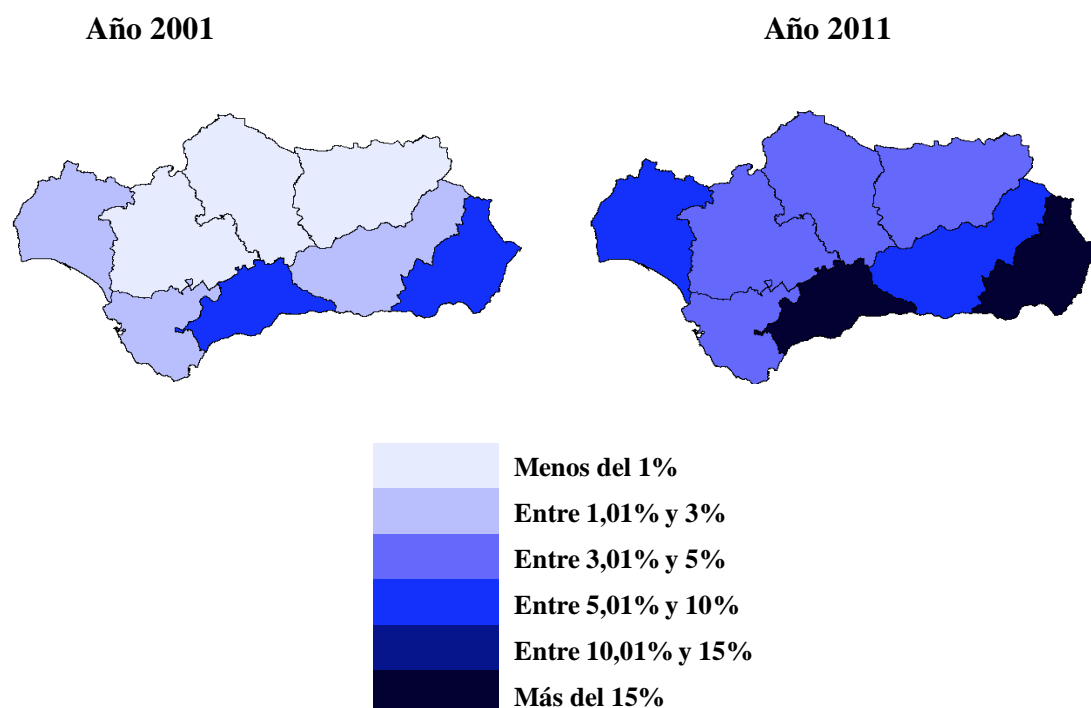 Año 2001
Año 2011
Menos del 1%
Entre 1,01% y 3%
Entre 3,01% y 5%
Entre 5,01% y 10%
Entre 10,01% y 15%
Más del 15%